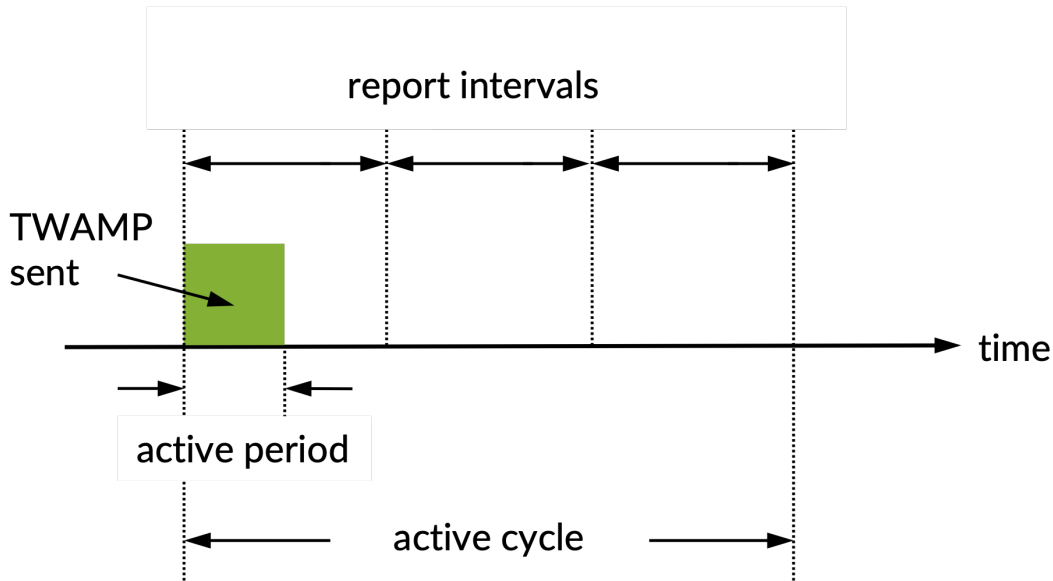 report intervals
TWAMP
sent
time
active period
active cycle